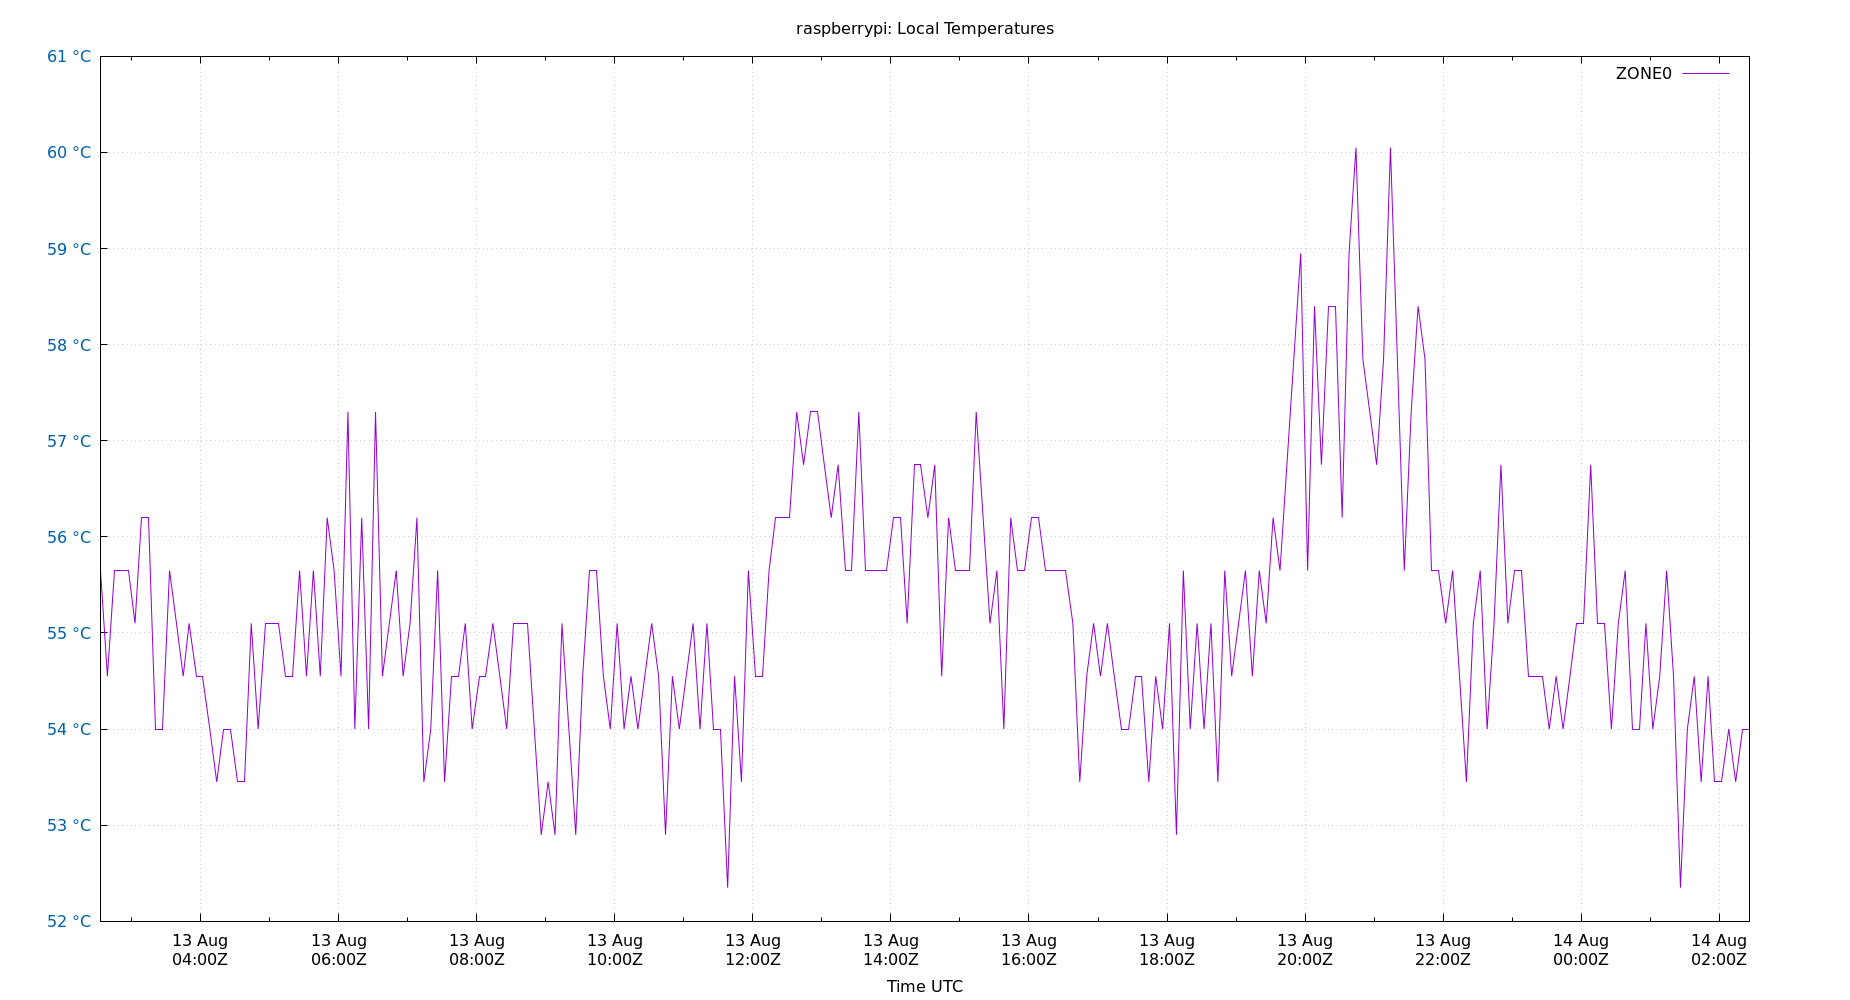 raspberrypi: Local Temperatures
61 °C
ZONE0
60 °C
59 °C
58 °C
57 °C
56 °C
55 °C
54 °C
53 °C
52 °C
13 Aug 13 Aug 13 Aug 13 Aug 13 Aug 13 Aug 13 Aug 13 Aug 13 Aug 13 Aug 14 Aug 14 Aug
04:00Z 06:00Z 08:00Z 10:00Z 12:00Z 14:00Z 16:00Z 18:00Z 20:00Z 22:00Z 00:00Z 02:00Z
Time UTC